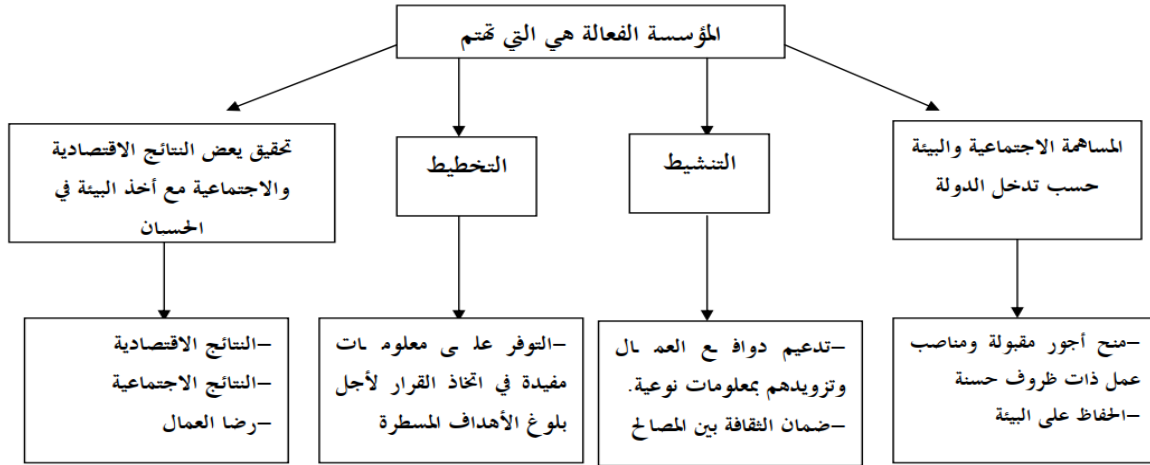 المؤسسة الفعالة هي التي تهتم
المساهمة الاجتماعية والبيئة
حسب تدخل الدولة
التنشيط
التخطيط
تحقيق يعض النتائج الاقتصادية
والاجتماعية مع أخذ البيئة في
الحسبان
–منح أجور مقبولة ومناصب
عمل ذات ظروف حسنة
–الحفاظ على البيئة
–تدعيم دوافع العمال
وتزويدهم بمعلومات نوعية.
–ضمان الثقافة بين المصالح
–التوفر على معلومات
مفيدة في اتخاذ القرار لأجل
بلوغ الأهداف المسطرة
–النتائج الاقتصادية
–النتائج الاجتماعية
–رضا العمال